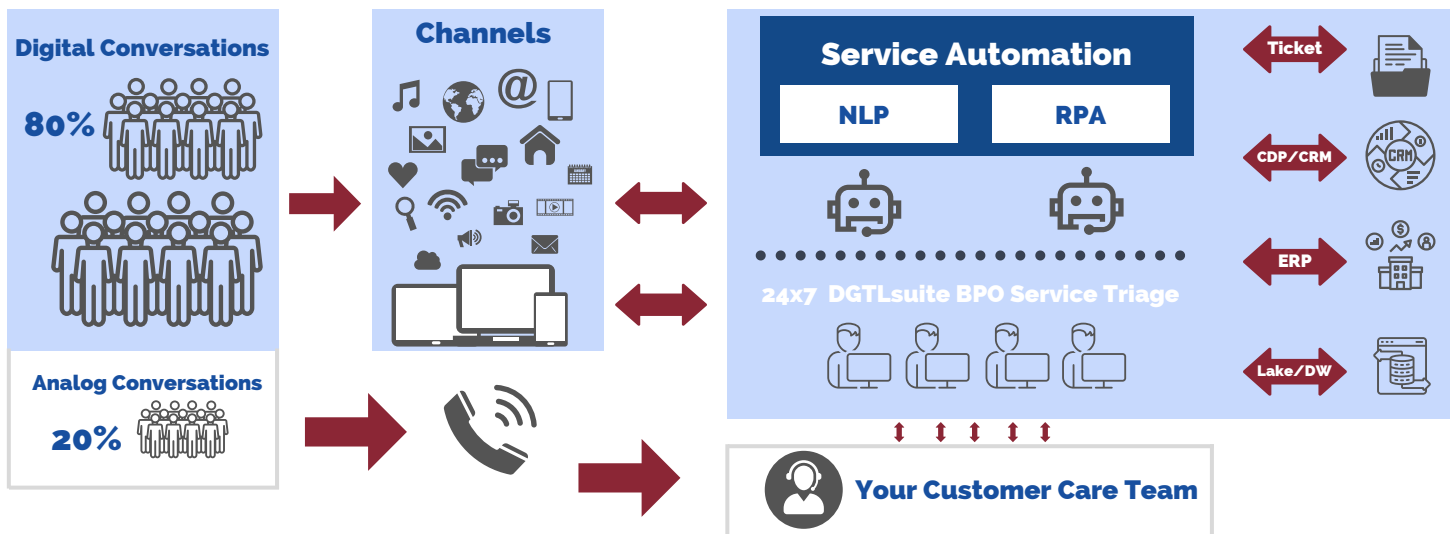 Digital Conversations
80%
Analog Conversations
20%
Channels
@
Service Automation
NLP
RPA
24x7 DGTLsuite BPO Service Triage
Your Customer Care Team
Ticket
CDP/CRM
CRM
ERP
$
Lake/DW